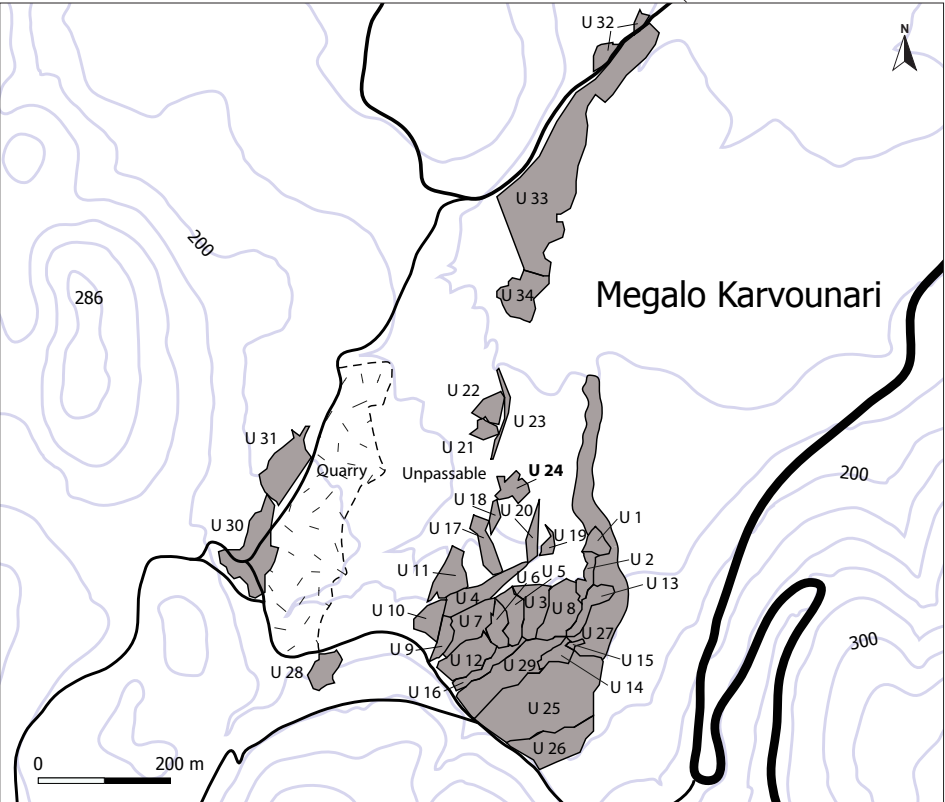 U 32
N
U 33
200
286
U 34
Megalo Karvounari
U 22
U 23
U 21
U 31
Quarry
Unpassable
U 24
200
U 18
U 20
U 30
U 17
U 19
U 1
U 11
U 6
U 5
U 2
U 13
U 4
U 10
U 7
U 3
U 8
U 27
300
U 9
U 12
U 29
U 15
U 28
U 14
U 16
U 25
U 26
0
200 m